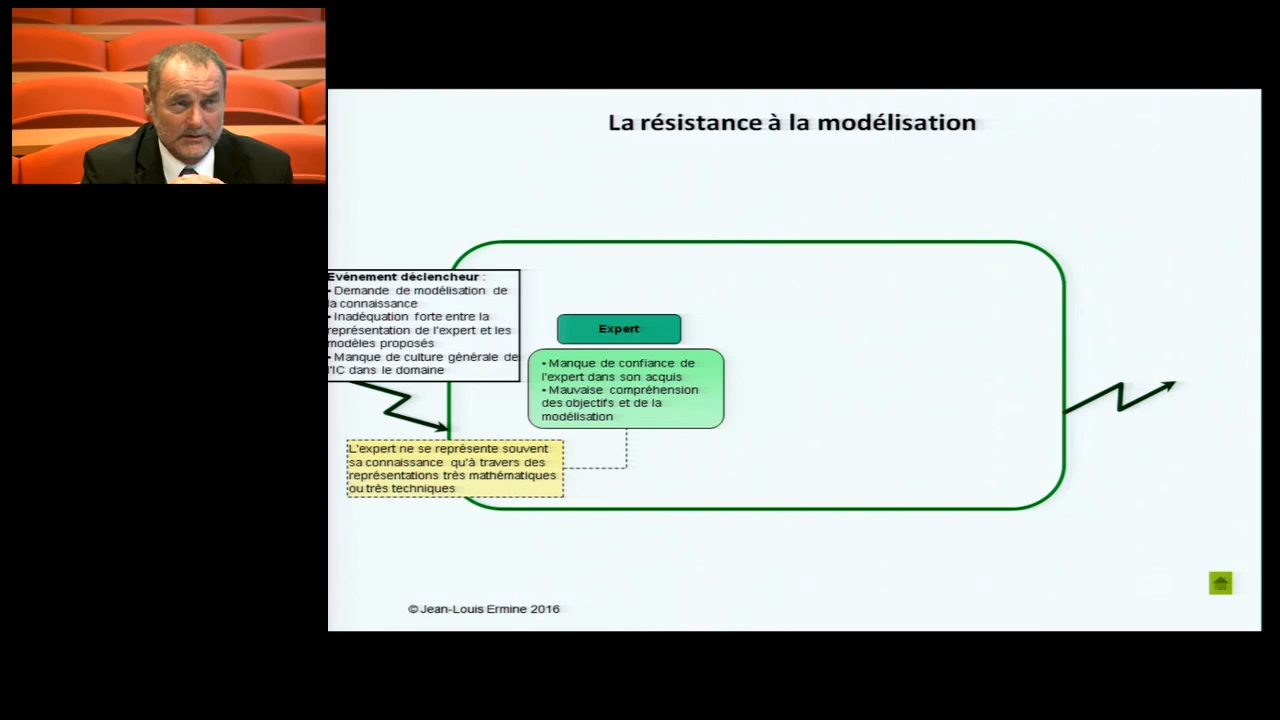 La résistance à la modélisation
Evénement déclencheur :
• Demande de modélisation de
la connaissance
• Inadéquation forte entre la
représentation de l'expert et les
modèles proposés
• Manque de culture générale de
l'IC dans le domaine
Expert
• Manque de confiance de
l'expert dans son acquis
• Mauvaise compréhension
des objectifs et de la
modélisation
L'expert ne se représente souvent
sa connaissance qu'à travers des
représentations très mathématiques
ou très techniques
© Jean-Louis Ermine 2016